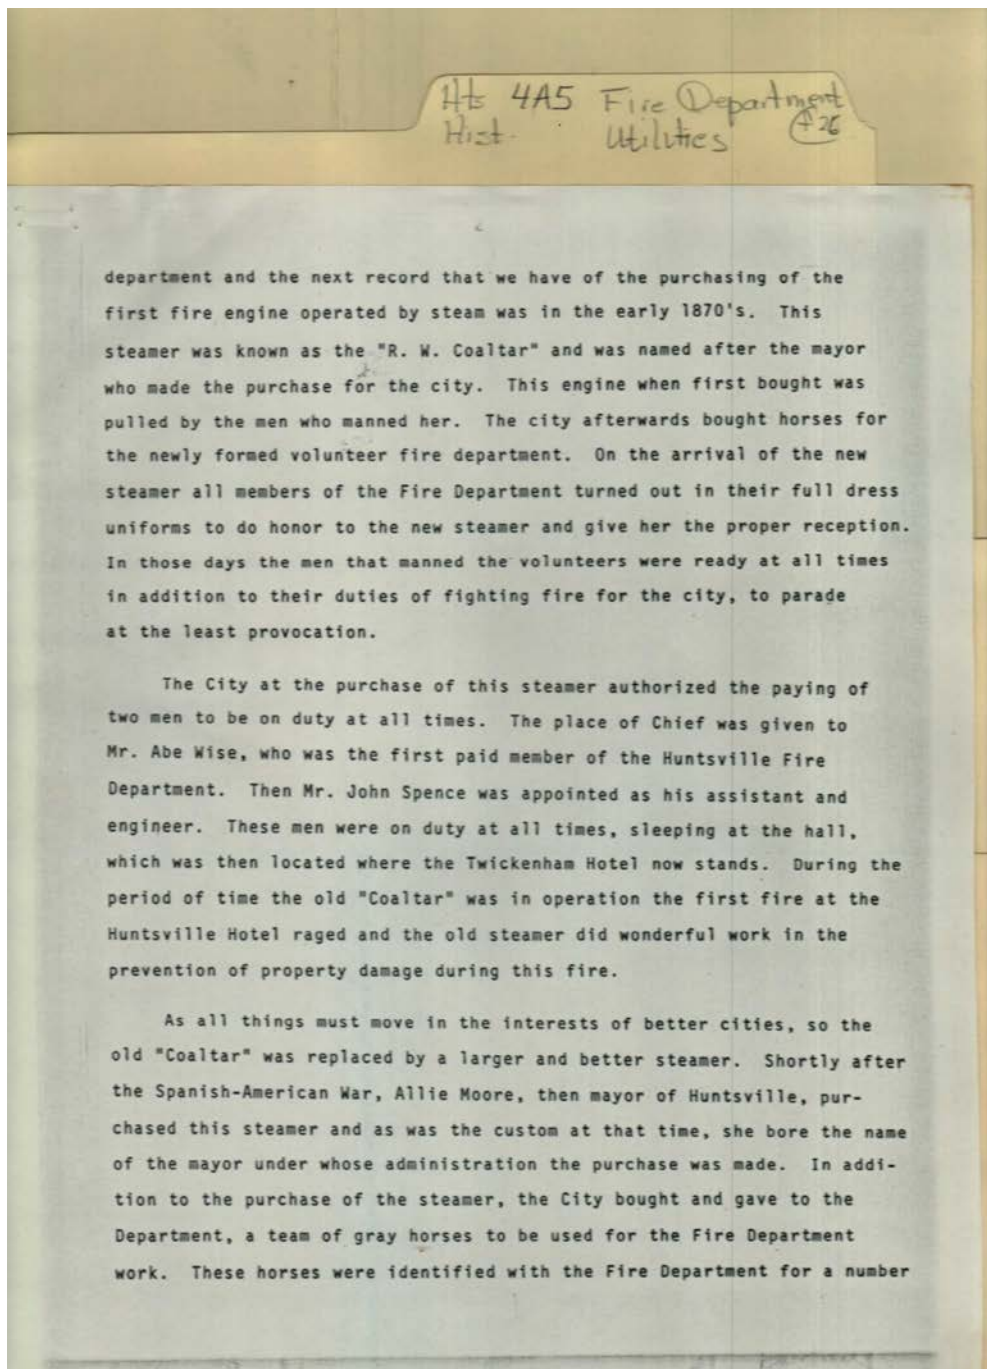 Hts 4A5 Fire Department
Hist. Utilities +26
department and the next record that we have of the purchasing of the
first fire engine operated by steam was in the early 1870's. This
steamer was known as the "R. W. Coaltar" and was named after the mayor
who made the purchase for the city. This engine when first bought was
pulled by the men who manned her. The city afterwards bought horses for
the newly formed volunteer fire department. On the arrival of the new
steamer all members of the Fire Department turned out in their full dress
uniforms to do honor to the new steamer and give her the proper reception.
In those days the men that manned the volunteers were ready at all times
in addition to their duties of fighting fire for the city, to parade
at the least provocation.
The City at the purchase of this steamer authorized the paying of
two men to be on duty at all times. The place of Chief was given to
Mr. Abe Wise, who was the first paid member of the Huntsville Fire
Department. Then Mr. John Spence was appointed as his assistant and
engineer. These men were on duty at all times, sleeping at the hall,
which was then located where the Twickenham Hotel now stands. During the
period of time the old "Coaltar" was in operation the first fire at the
Huntsville Hotel raged and the old steamer did wonderful work in the
prevention of property damage during this fire.
As all things must move in the interests of better cities, so the
old "Coaltar" was replaced by a larger and better steamer. Shortly after
the Spanish-American War, Allie Moore, then mayor of Huntsville, pur-
chased this steamer and as was the custom at that time, she bore the name
of the mayor under whose administration the purchase was made. In addi-
tion to the purchase of the steamer, the City bought and gave to the
Department, a team of gray horses to be used for the Fire Department
work. These horses were identified with the Fire Department for a number